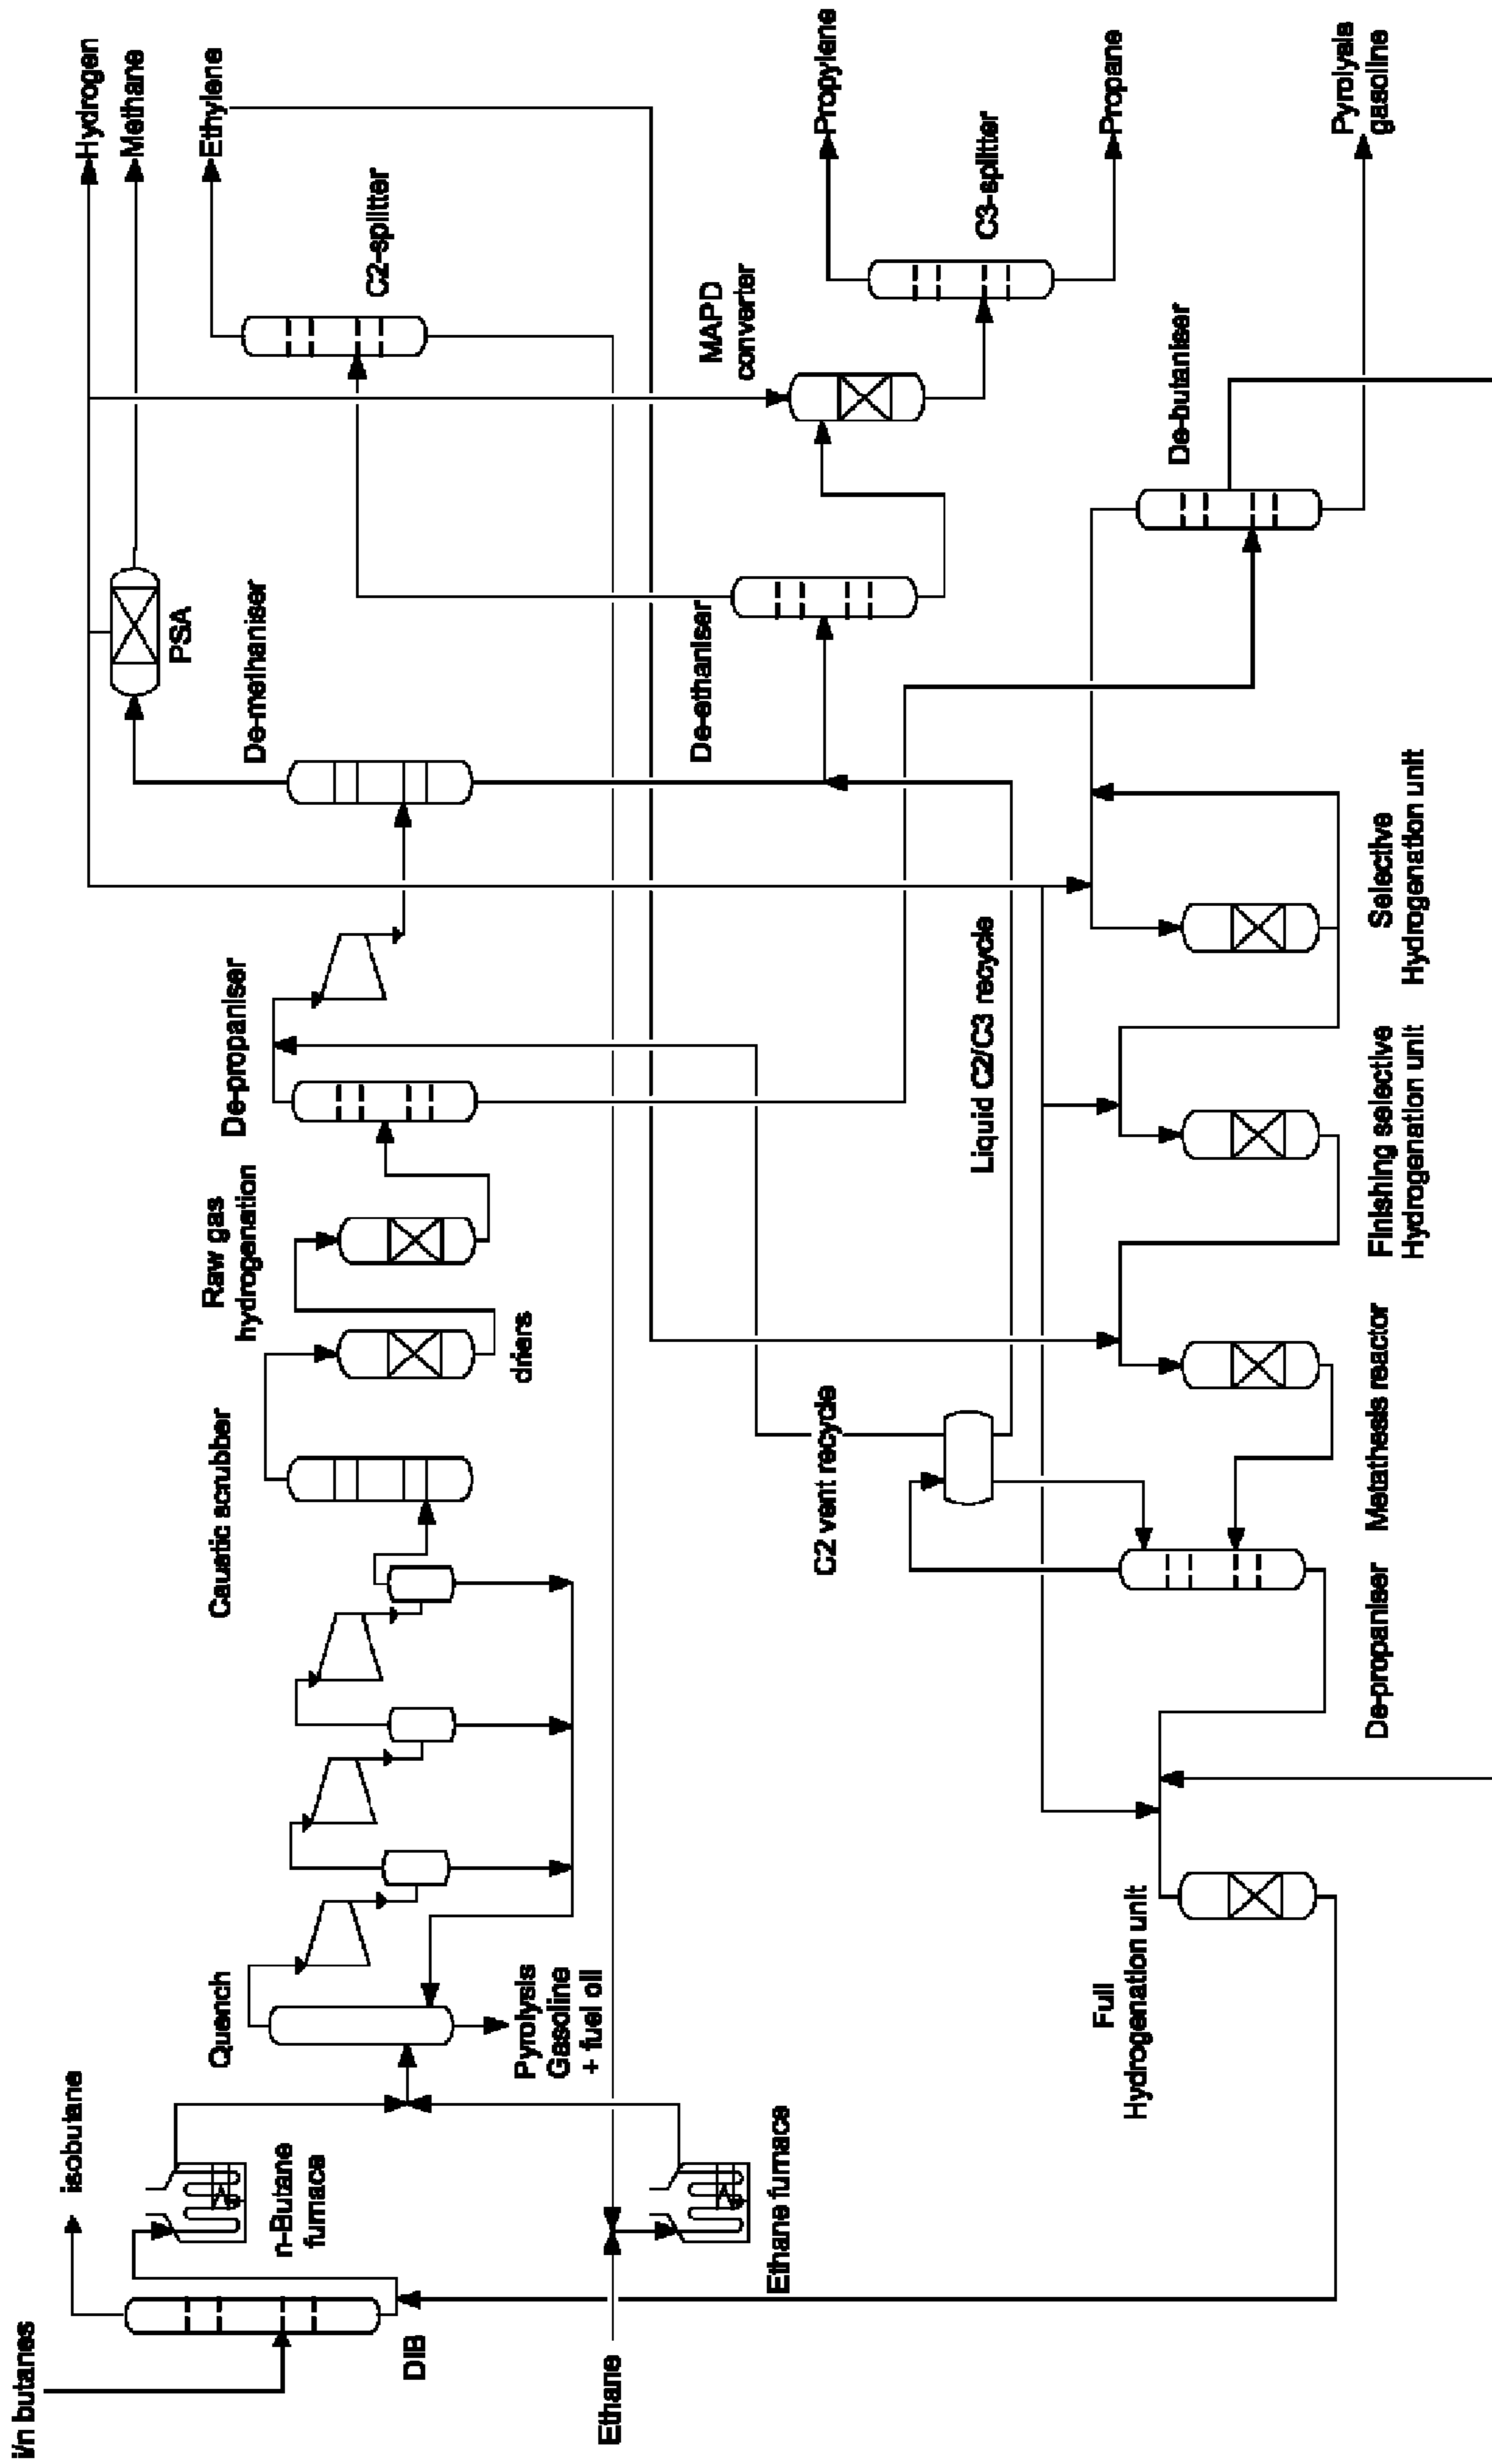 i/n butanes
isobutane
DIB
n-Butane
furnace
Ethane
Ethane furnace
Quench
Pyrolysis
Gasoline
+ fuel oil
Caustic scrubber
driers
Raw gas
hydrogenation
De-propaniser
De-methaniser
PSA
Hydrogen
Methane
Ethylene
C2-splitter
De-ethaniser
MAPD
converter
Propylene
C3-splitter
Propane
De-butaniser
Pyrolysis
gasoline
C2 vent recycle
Liquid C2/C3 recycle
Full
Hydrogenation unit
De-propaniser
Metathesis reactor
Finishing selective
Hydrogenation unit
Selective
Hydrogenation unit